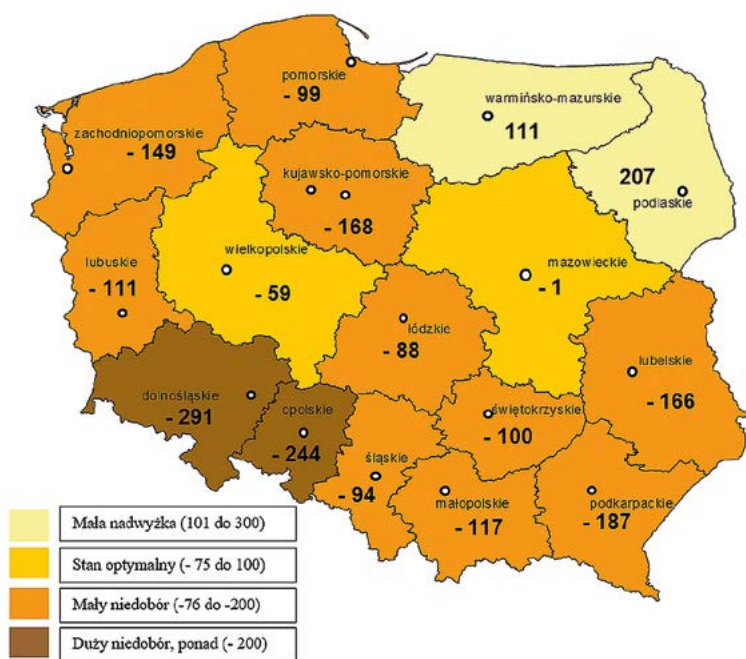 pomorskie
- 99
warmińsko-mazurskie
111
zachodniopomorskie
- 149
kujawsko-pomorskie
- 168
207
podlaskie
wielkopolskie
- 59
mazowieckie
- 1
lubuskie
- 111
łódzkie
- 88
lubelskie
- 166
dolnośląskie
- 291
cpolskie
- 244
świętokrzyskie
- 100
śląskie
- 94
małopolskie
- 117
podkarpackie
- 187
Mała nadwyżka (101 do 300)
Stan optymalny (- 75 do 100)
Mały niedobór (-76 do -200)
Duży niedobór, ponad (- 200)